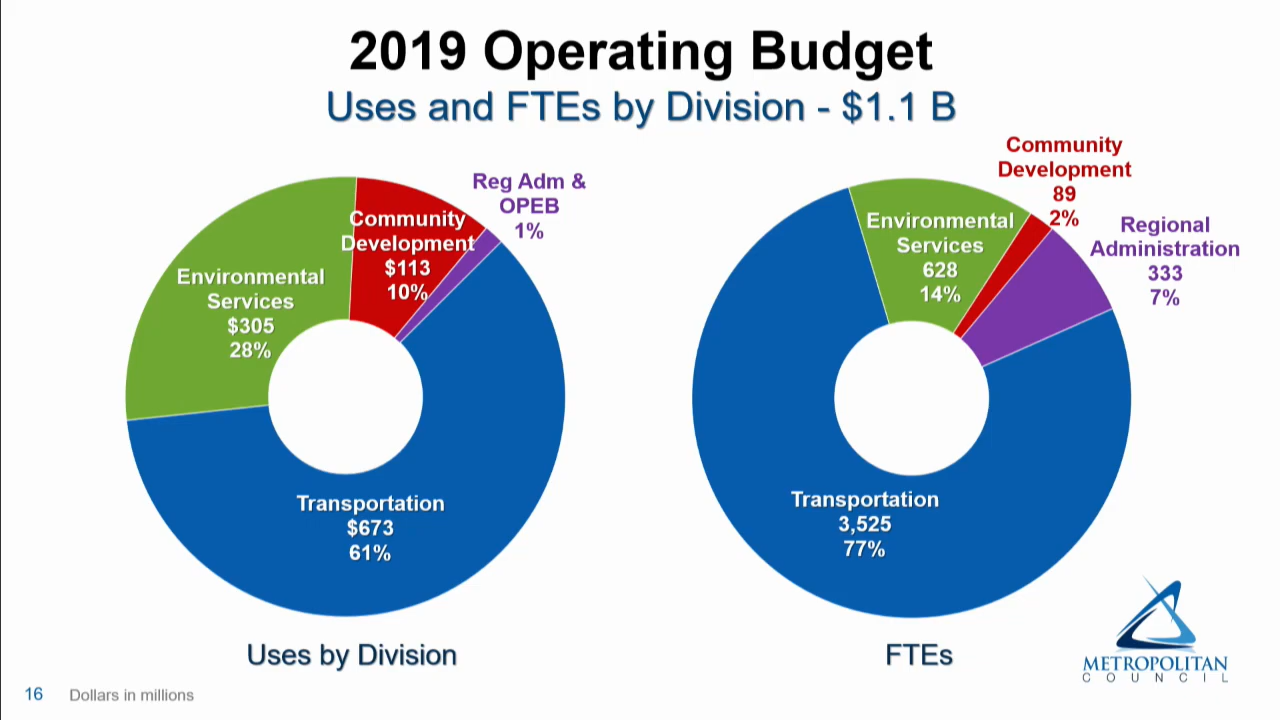 2019 Operating Budget
Uses and FTEs by Division - $1.1 B
Reg Adm &
OPEB
1%
Community
Development
$113
10%
Environmental
Services
$305
28%
Transportation
$673
61%
Uses by Division
Community
Development
89
2%
Regional
Administration
333
7%
Environmental
Services
628
14%
Transportation
3,525
77%
FTEs
METROPOLITAN
COUNCIL
16 Dollars in millions